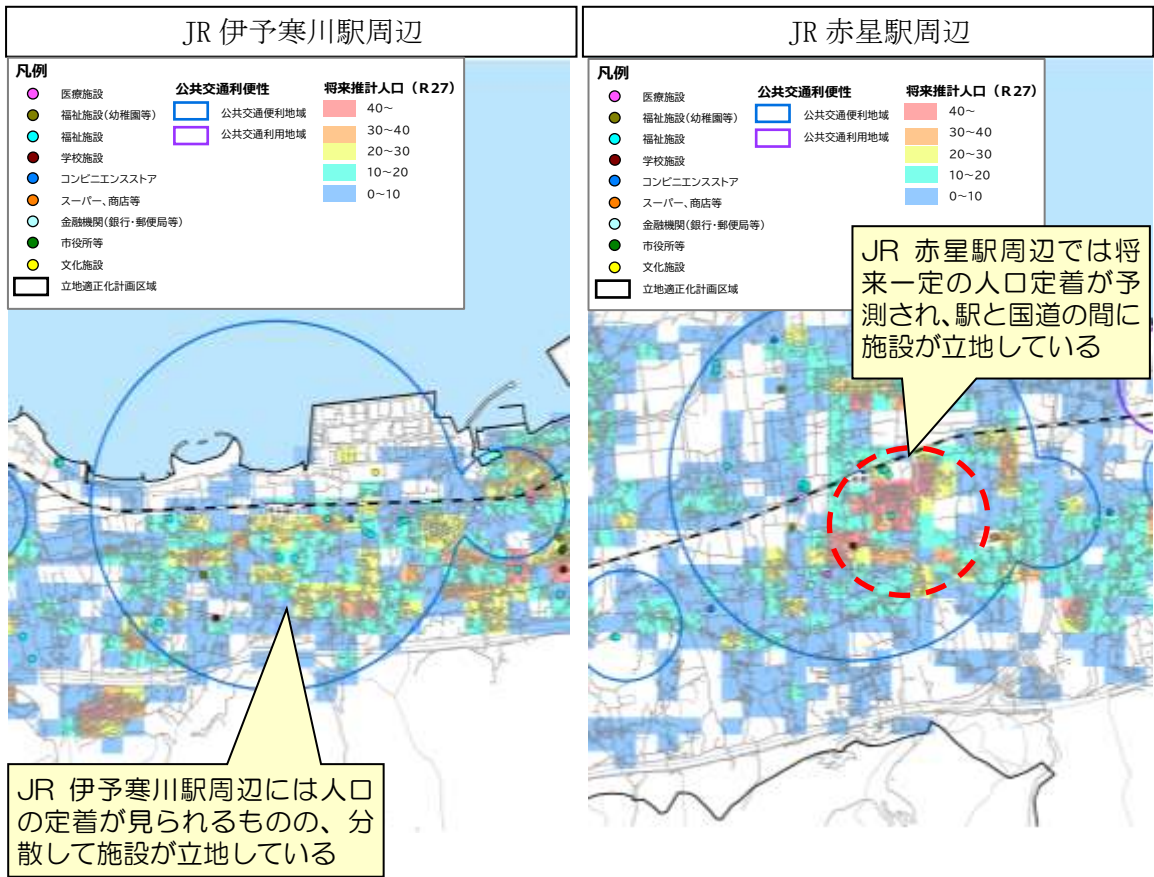 JR 伊予寒川駅周辺
凡例
医療施設
福祉施設(幼稚園等)
福祉施設
学校施設
コンビニエンスストア
スーパー、商店等
金融機関(銀行・郵便局等)
市役所等
文化施設
立地適正化計画区域
公共交通利便性
公共交通便利地域
公共交通利用地域
将来推計人口（R27）
40～
30～40
20～30
10～20
0～10
JR 伊予寒川駅周辺には人口
の定着が見られるものの、分
散して施設が立地している
JR 赤星駅周辺
凡例
医療施設
福祉施設(幼稚園等)
福祉施設
学校施設
コンビニエンスストア
スーパー、商店等
金融機関(銀行・郵便局等)
市役所等
文化施設
立地適正化計画区域
公共交通利便性
公共交通便利地域
公共交通利用地域
将来推計人口（R27）
40～
30～40
20～30
10～20
0～10
JR 赤星駅周辺では将
来一定の人口定着が予
測され、駅と国道の間に
施設が立地している